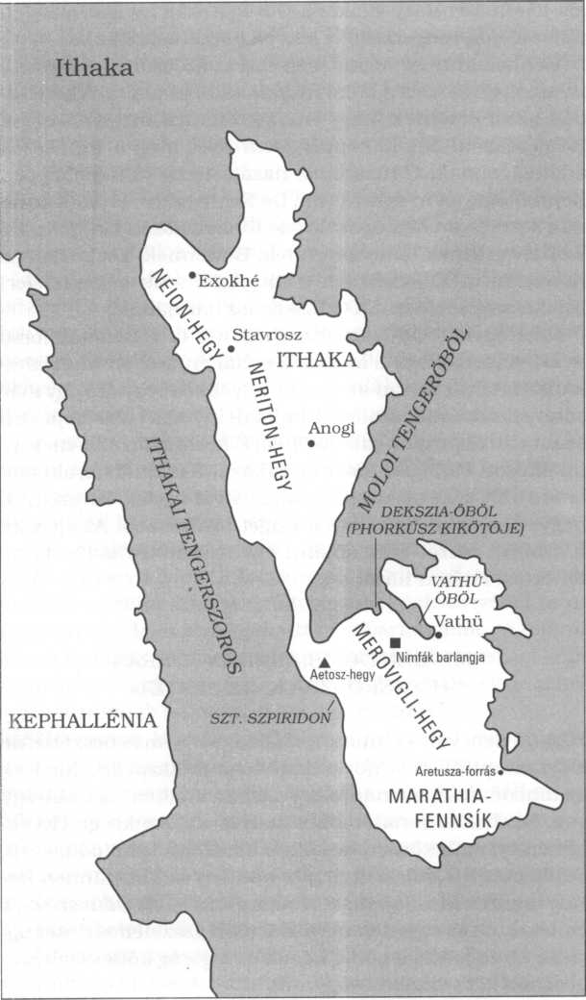 Ithaka
Exokhé
NÉION-HEGY
Stavrosz
ITHAKA
NERITON-HEGY
Anogi
MOLOI TENGERÖBÖL
ITHAKAI TENGERSZOROS
DEKSZIA-ÖBÖL
(PHORKÜSZ KIKÖTŐJE)
VATHÜ-
ÖBÖL
Vathü
Nimfák barlangja
MEROVIGLI-HEGY
Aetosz-hegy
SZT. SZPIRIDON
KEPHALLÉNIA
Aretusza-forrás
MARATHIA-
FENNSÍK